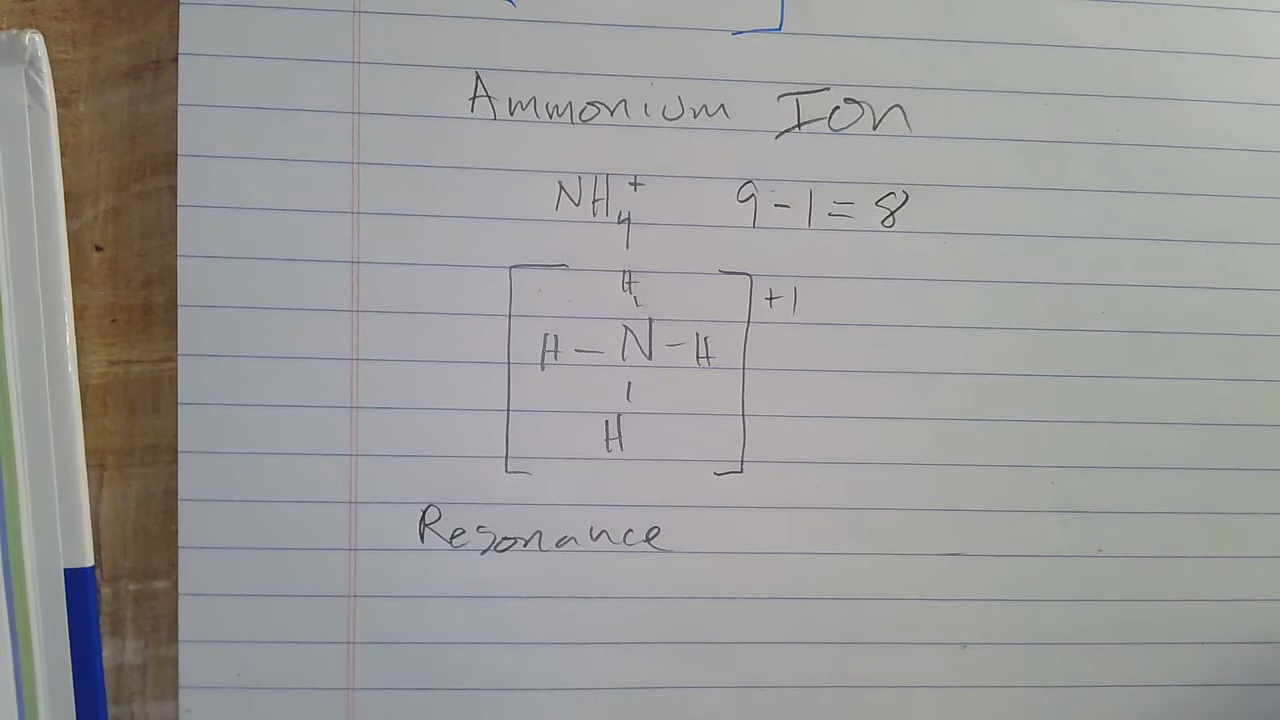 Ammonium Ion
NH₄⁺ 9-1=8
H +1
H-N-H
H
Resonance